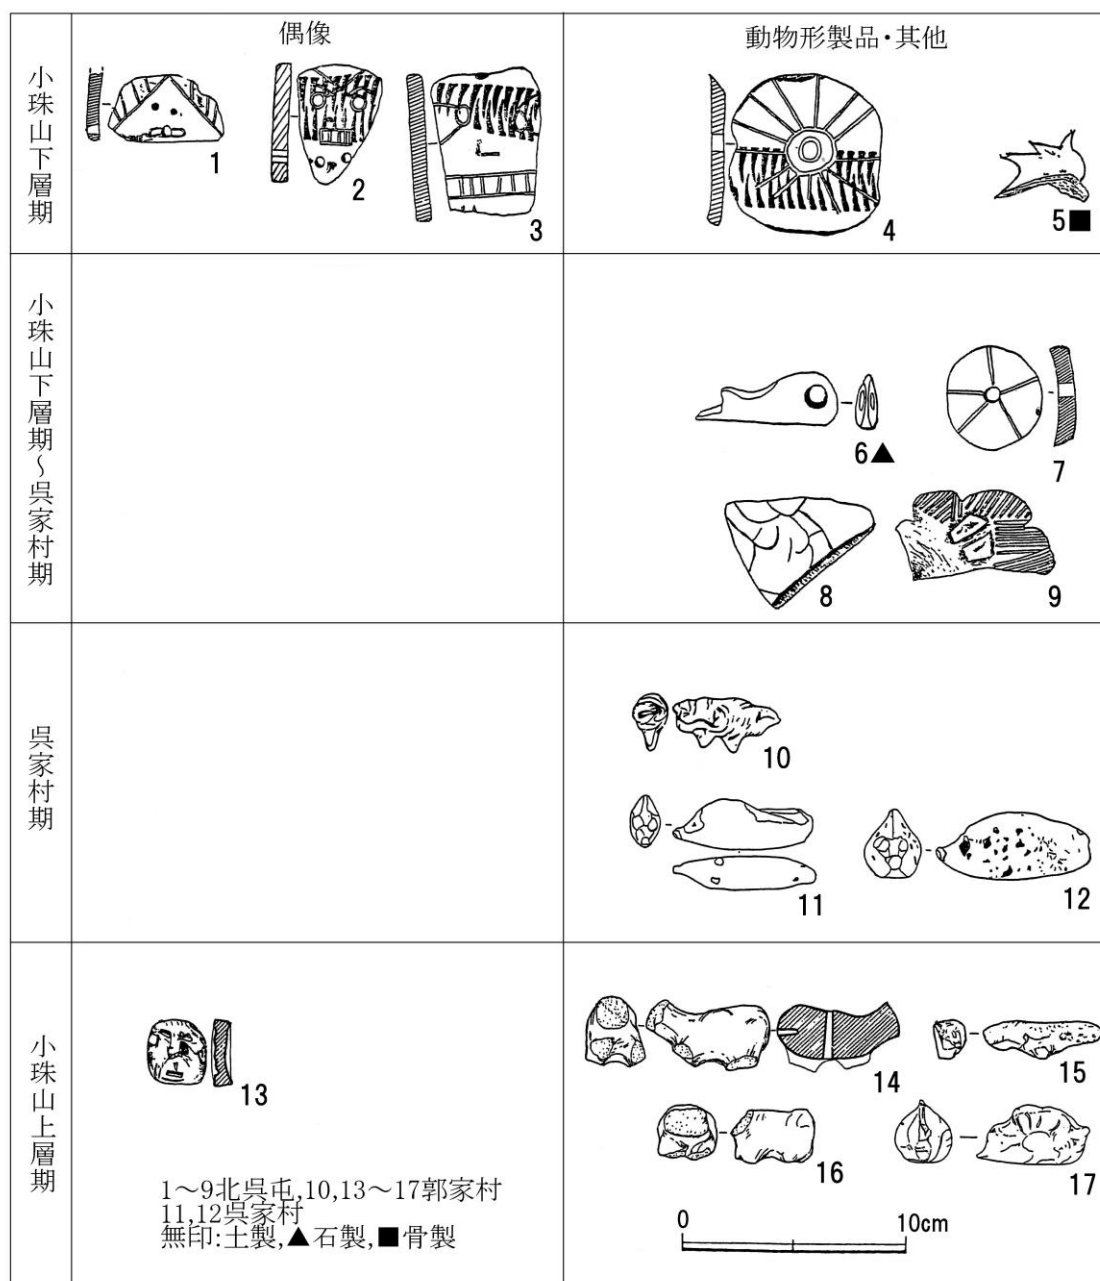 偶像
動物形製品・其他
小珠山下層期
1
2
3
4
5■
小珠山下層期～呉家村期
6▲
7
8
9
呉家村期
10
11
12
小珠山上層期
13
14
15
16
17
1～9北呉屯,10,13～17郭家村
11,12呉家村
無印:土製,▲石製,■骨製
0 10cm